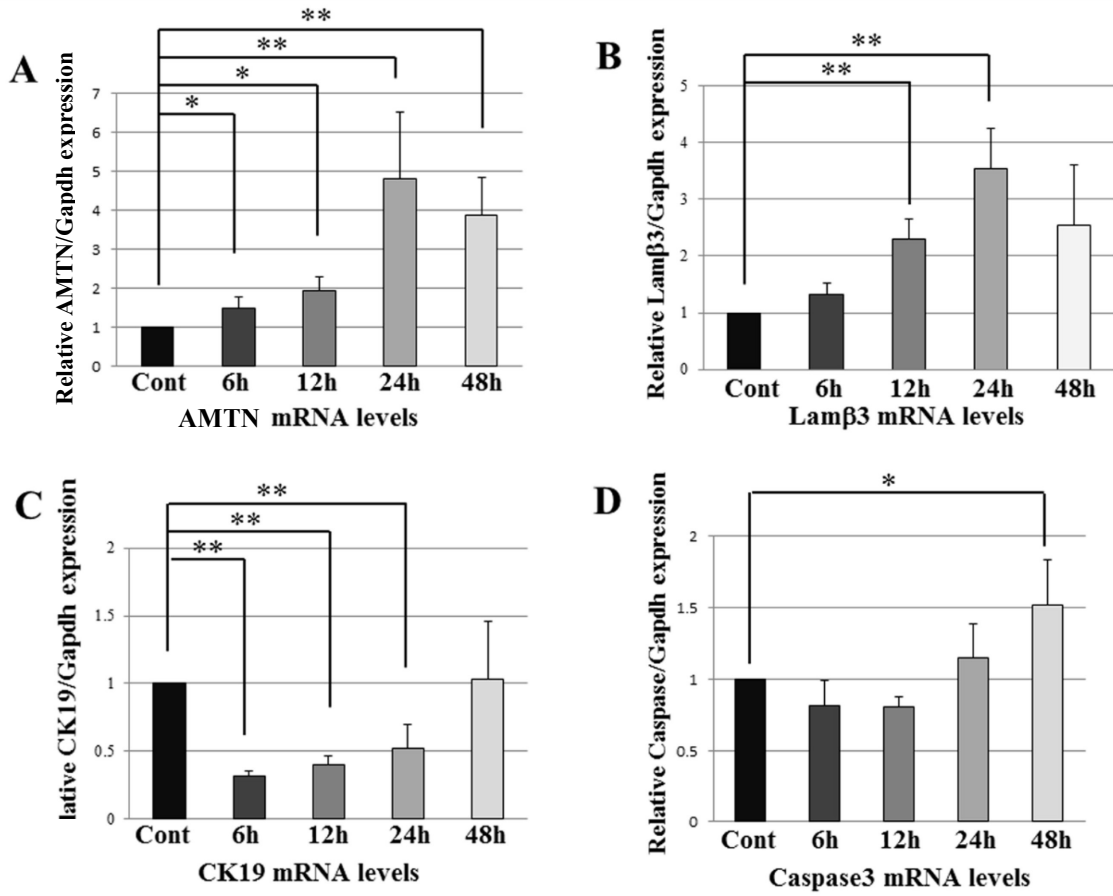 A
Relative AMTN/Gapdh expression
**
**
*
*
7
6
5
4
3
2
1
0
Cont 6h 12h 24h 48h
AMTN mRNA levels
B
Relative Lamβ3/Gapdh expression
**
**
5
4
3
2
1
0
Cont 6h 12h 24h 48h
Lamβ3 mRNA levels
C
lative CK19/Gapdh expression
**
**
**
2
1.5
1
0.5
0
Cont 6h 12h 24h 48h
CK19 mRNA levels
D
Relative Caspase/Gapdh expression
*
2
1.5
1
0.5
0
Cont 6h 12h 24h 48h
Caspase3 mRNA levels